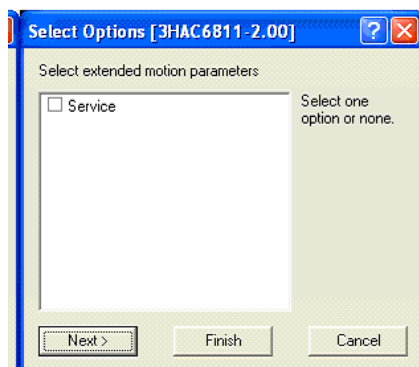 Select Options [3HAC6811-2.00]
Select extended motion parameters
Service
Select one
option or none.
Next >
Finish
Cancel